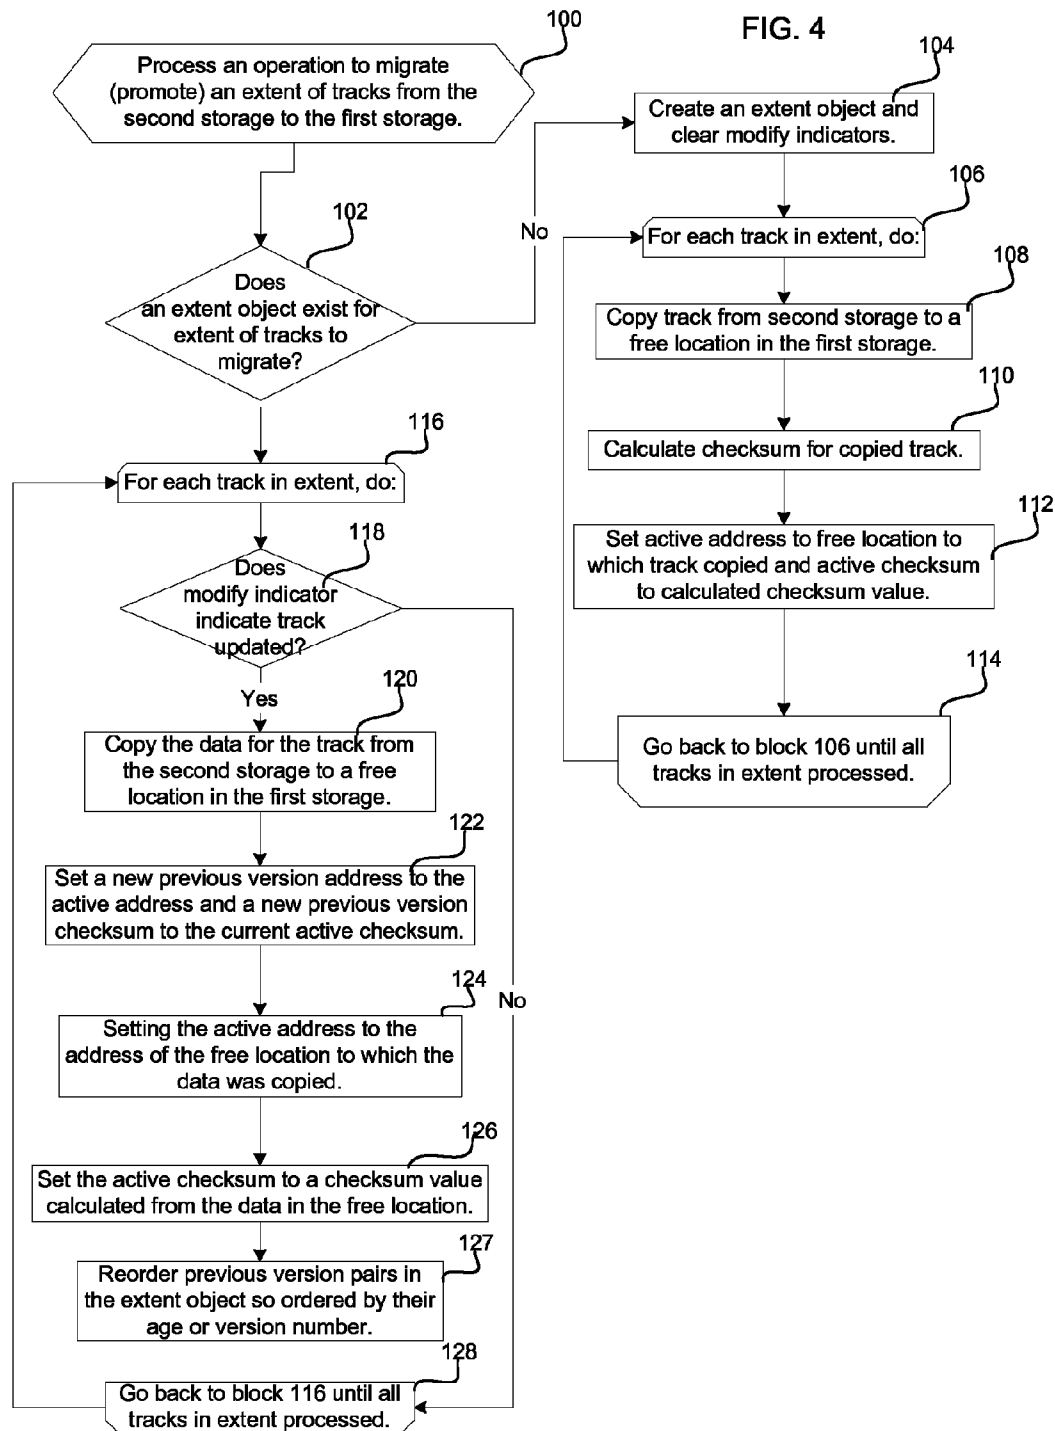 FIG. 4
100
Process an operation to migrate
(promote) an extent of tracks from the
second storage to the first storage.
102
Does
an extent object exist for
extent of tracks to
migrate?
No
104
Create an extent object and
clear modify indicators.
106
For each track in extent, do:
108
Copy track from second storage to a
free location in the first storage.
110
Calculate checksum for copied track.
112
Set active address to free location to
which track copied and active checksum
to calculated checksum value.
114
Go back to block 106 until all
tracks in extent processed.
116
For each track in extent, do:
118
Does
modify indicator
indicate track
updated?
Yes
No
120
Copy the data for the track from
the second storage to a free
location in the first storage.
122
Set a new previous version address to the
active address and a new previous version
checksum to the current active checksum.
124
Setting the active address to the
address of the free location to which the
data was copied.
126
Set the active checksum to a checksum value
calculated from the data in the free location.
127
Reorder previous version pairs in
the extent object so ordered by their
age or version number.
128
Go back to block 116 until all
tracks in extent processed.